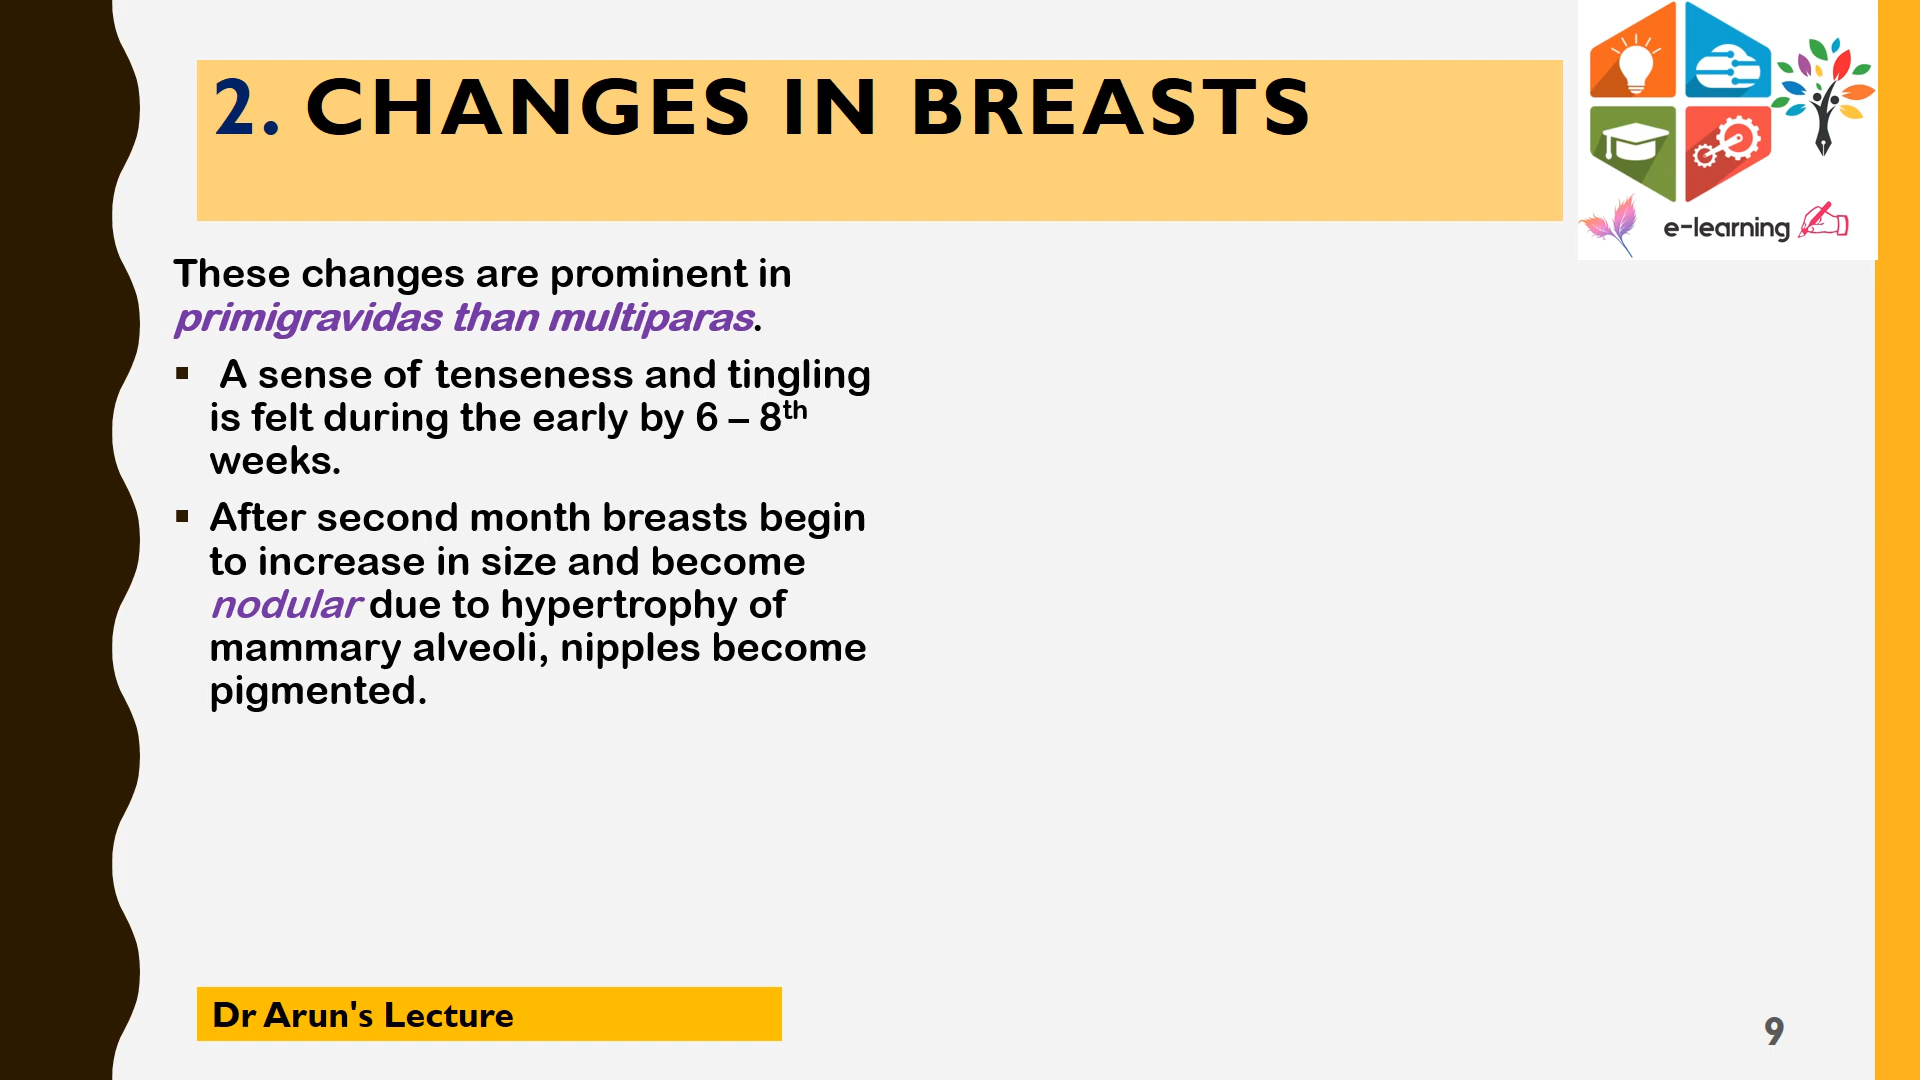 2. CHANGES IN BREASTS
e-learning
These changes are prominent in
primigravidas than multiparas.
▪ A sense of tenseness and tingling
is felt during the early by 6 – 8th
weeks.
▪ After second month breasts begin
to increase in size and become
nodular due to hypertrophy of
mammary alveoli, nipples become
pigmented.
Dr Arun's Lecture
9